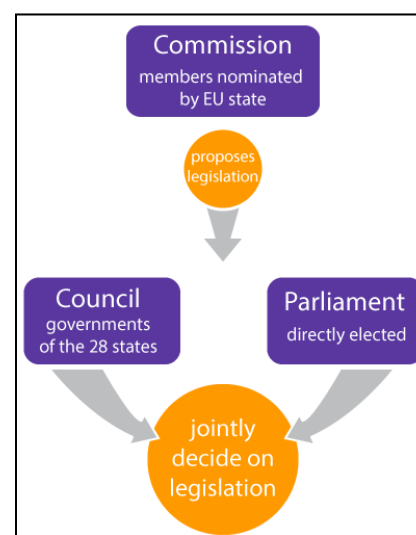 Commission
members nominated
by EU state
proposes
legislation
Council
governments
of the 28 states
Parliament
directly elected
jointly
decide on
legislation